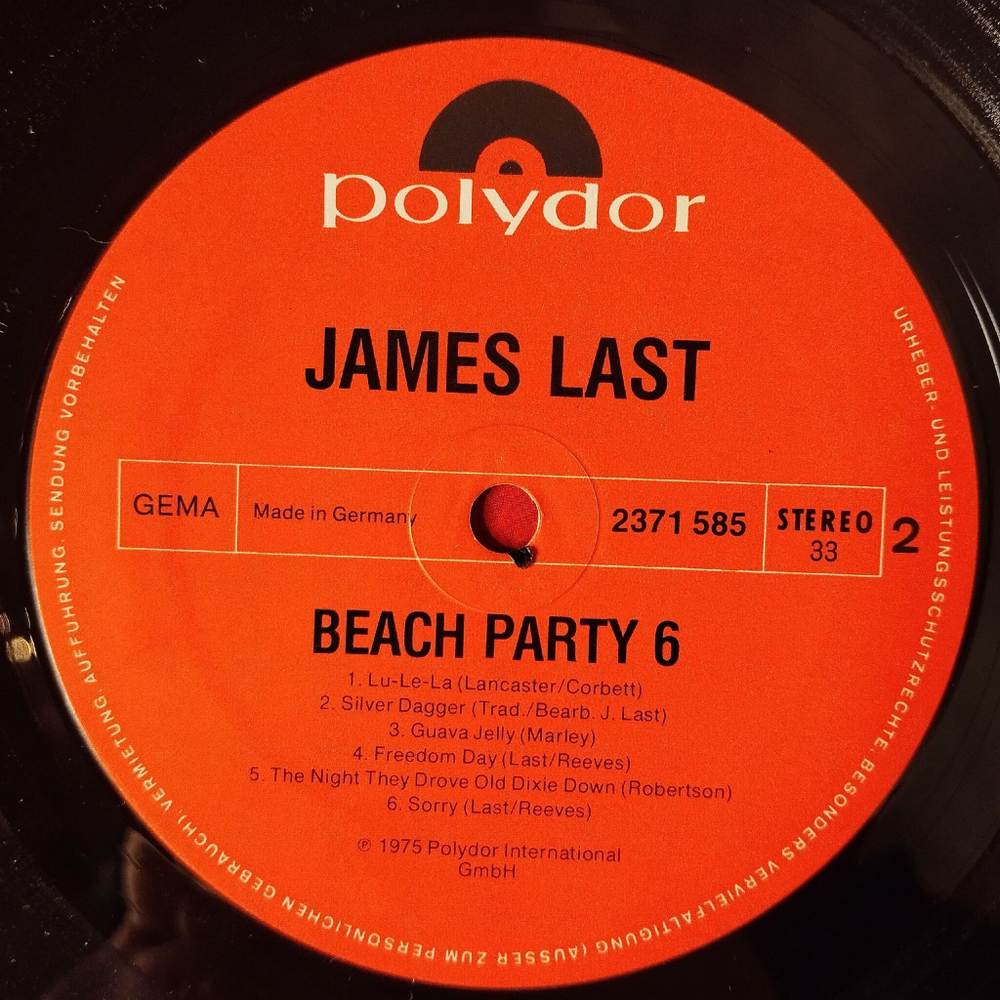 polydor
JAMES LAST
GEMA
Made in Germany
2371 585
STEREO
33
2
BEACH PARTY 6
1. Lu-Le-La (Lancaster/Corbett)
2. Silver Dagger (Trad./Bearb. J. Last)
3. Guava Jelly (Marley)
4. Freedom Day (Last/Reeves)
5. The Night They Drove Old Dixie Down (Robertson)
6. Sorry (Last/Reeves)
℗ 1975 Polydor International
GmbH
URHEBER- UND LEISTUNGSSCHUTZRECHTE, BESONDERS VERVIELFÄLTIGUNG (AUSSER ZUM PERSÖNLICHEN GEBRAUCH), VERMIETUNG, AUFFÜHRUNG, SENDUNG VORBEHALTEN